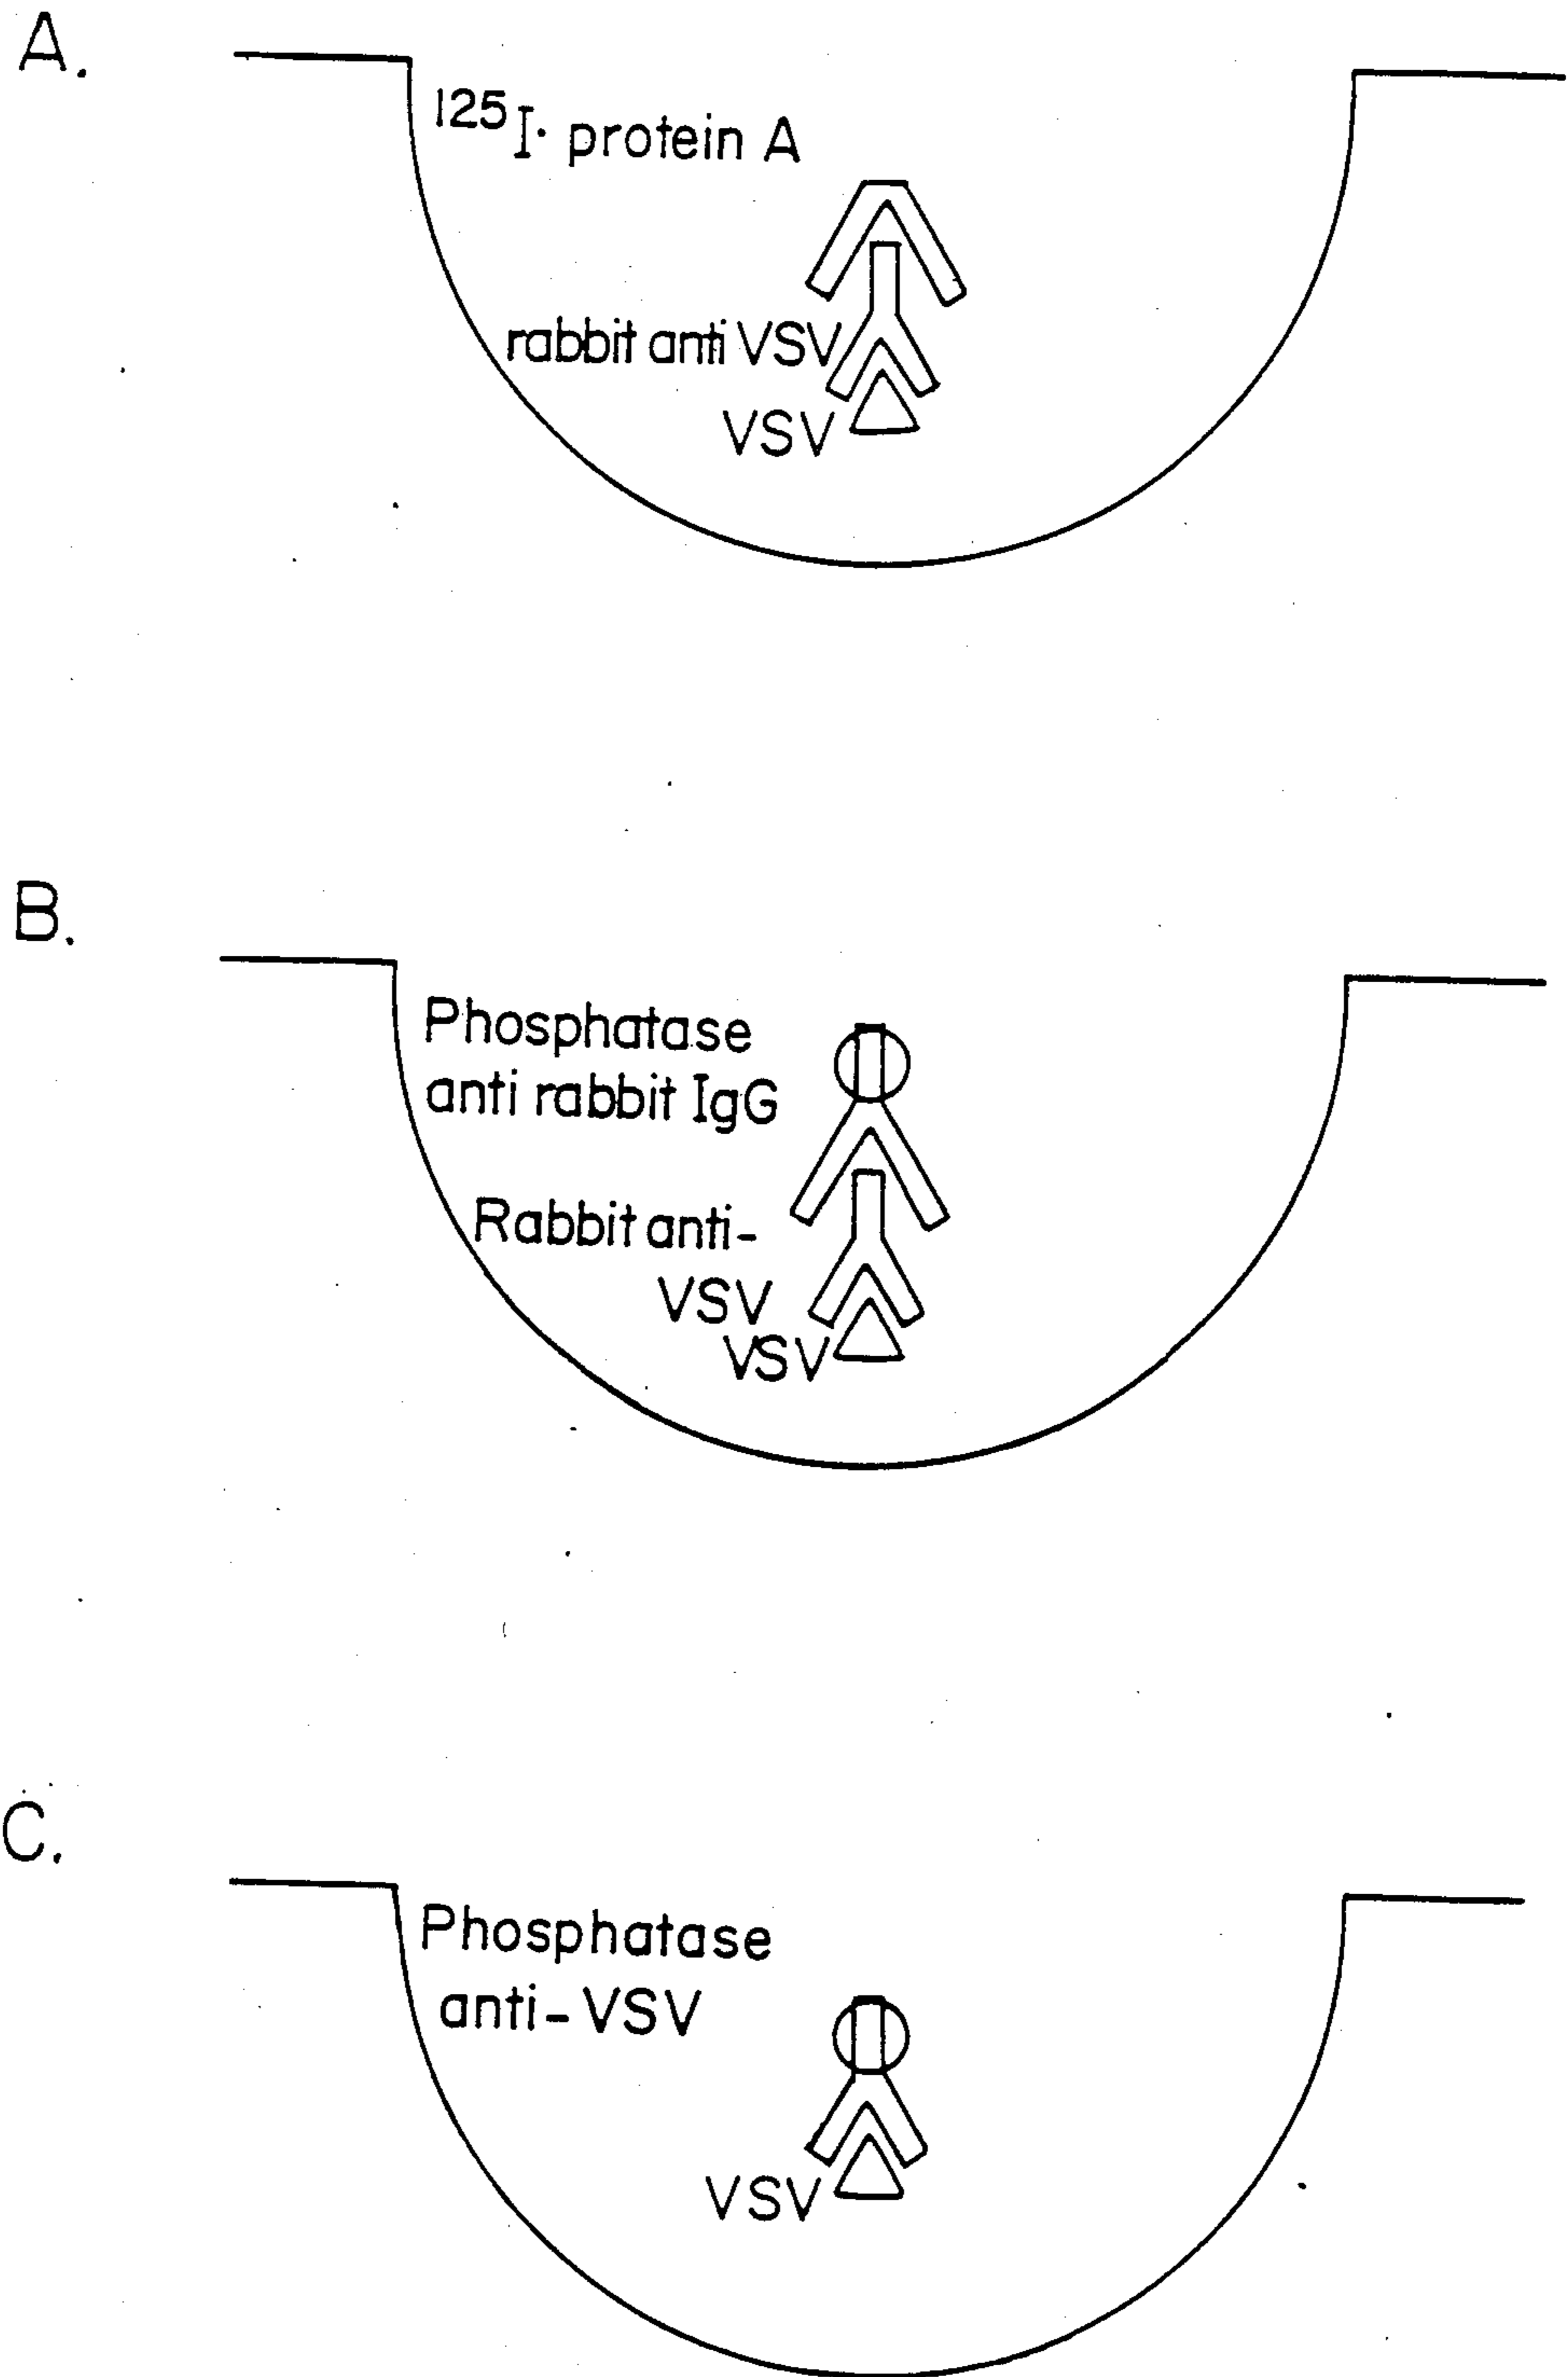 A.
¹²⁵I· protein A
rabbit anti VSV
VSV
B.
Phosphatase
anti rabbit IgG
Rabbit anti-
VSV
VSV
C.
Phosphatase
anti-VSV
VSV